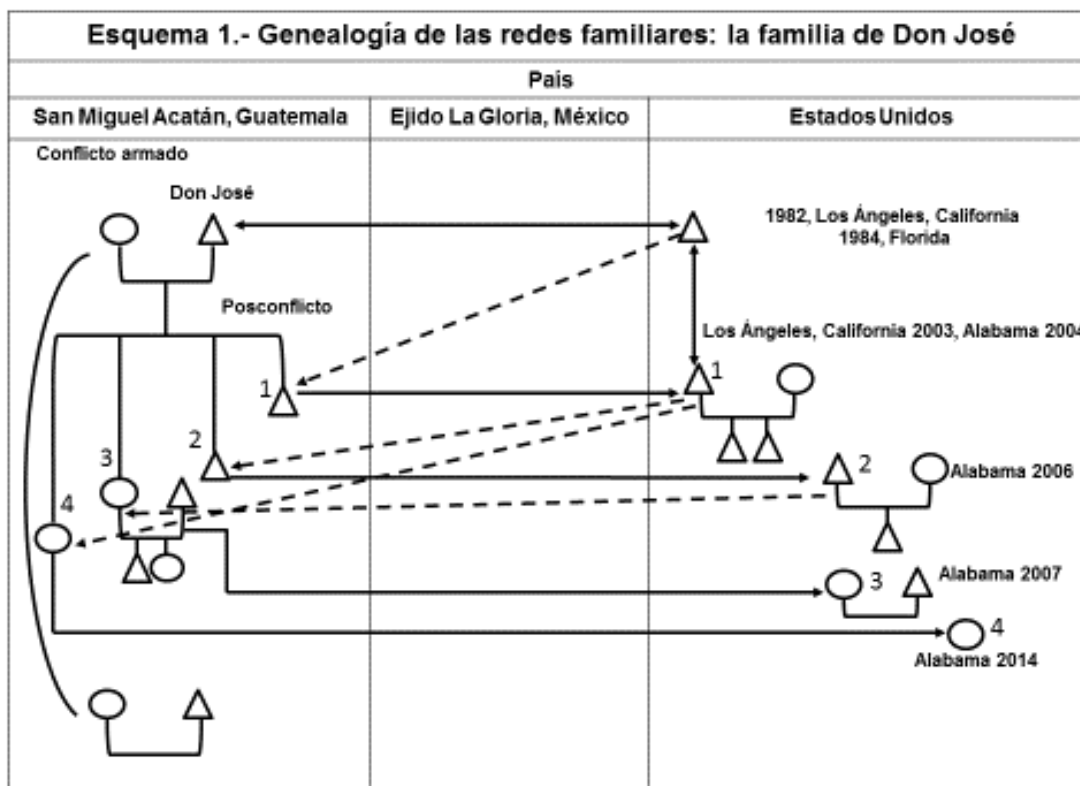 Esquema 1.- Genealogía de las redes familiares: la familia de Don José
País
San Miguel Acatán, Guatemala
Ejido La Gloria, México
Estados Unidos
Conflicto armado
Don José
1982, Los Ángeles, California
1984, Florida
Posconflicto
Los Ángeles, California 2003, Alabama 2004
1
1
2
3
2
Alabama 2006
4
3
Alabama 2007
4
Alabama 2014